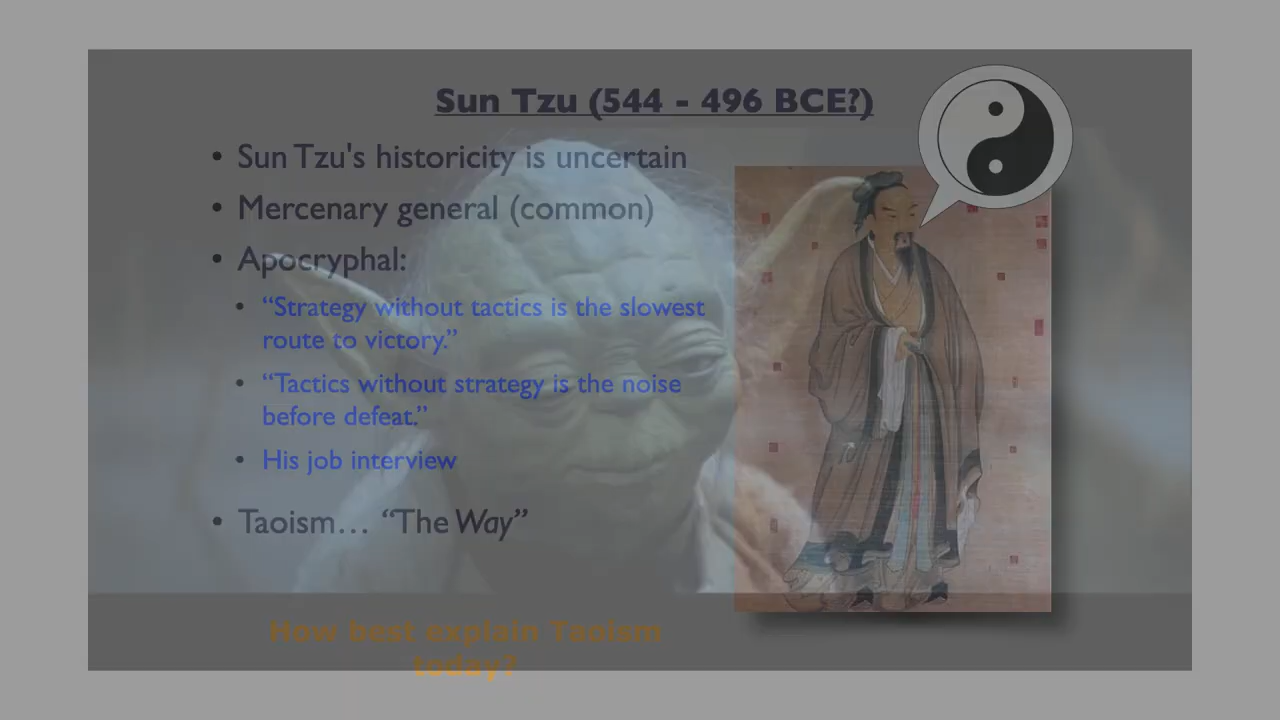 Sun Tzu (544 - 496 BCE?)
• Sun Tzu's historicity is uncertain
• Mercenary general (common)
• Apocryphal:
• “Strategy without tactics is the slowest
route to victory.”
• “Tactics without strategy is the noise
before defeat.”
• His job interview
• Taoism… “The Way”
How best explain Taoism
today?